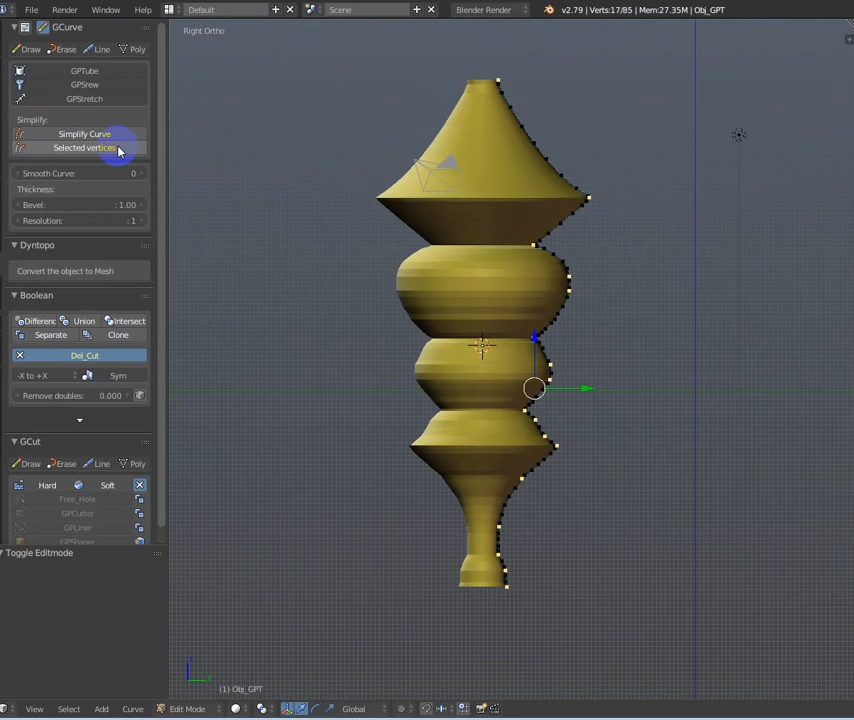 File Render Window Help Default Scene Blender Render v2.79 | Verts:17/85 | Mem:27.35M | Obj_GPT
GCurve
Right Ortho
Draw Erase Line Poly
GPTube
GPSrew
GPStretch
Simplify:
Simplify Curve
Selected vertices
Smooth Curve: 0
Thickness:
Bevel: : 1.00
Resolution: : 1
Dyntopo
Convert the object to Mesh
Boolean
Differenc Union Intersect
Separate Clone
Del_Cut
-X to +X Sym
Remove doubles: 0.000
GCut
Draw Erase Line Poly
Hard Soft
Free_Hole
GPCutter
GPLiner
GPShaper
Toggle Editmode
(1) Obj_GPT
View Select Add Curve Edit Mode Global